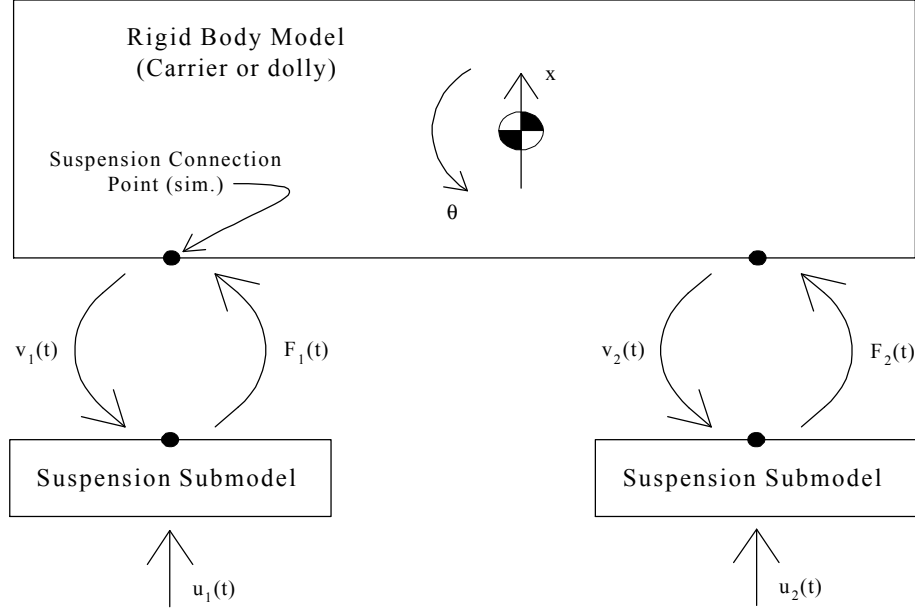 Rigid Body Model
(Carrier or dolly)
x
Suspension Connection
Point (sim.)
θ
v₁(t)
F₁(t)
v₂(t)
F₂(t)
Suspension Submodel
Suspension Submodel
u₁(t)
u₂(t)